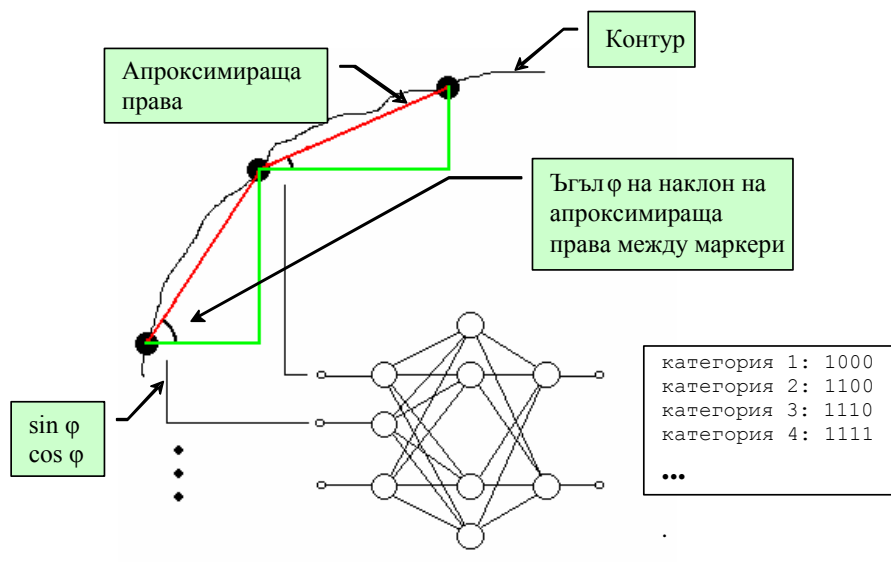 Контур
Апроксимираща
права
Ъгъл φ на наклон на
апроксимираща
права между маркери
sin φ
cos φ
категория 1: 1000
категория 2: 1100
категория 3: 1110
категория 4: 1111
...